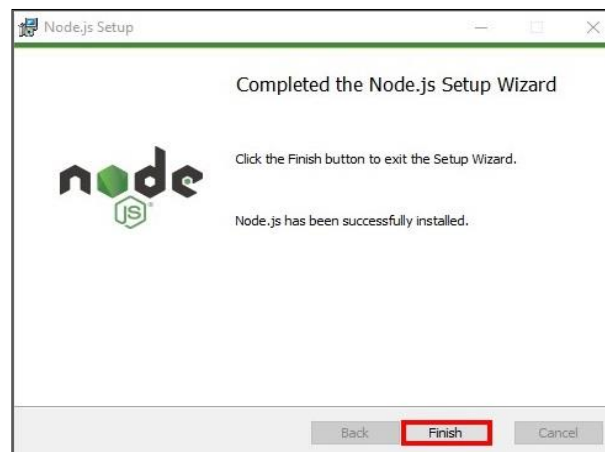 Node.js Setup
Completed the Node.js Setup Wizard
node
JS
Click the Finish button to exit the Setup Wizard.
Node.js has been successfully installed.
Back Finish Cancel